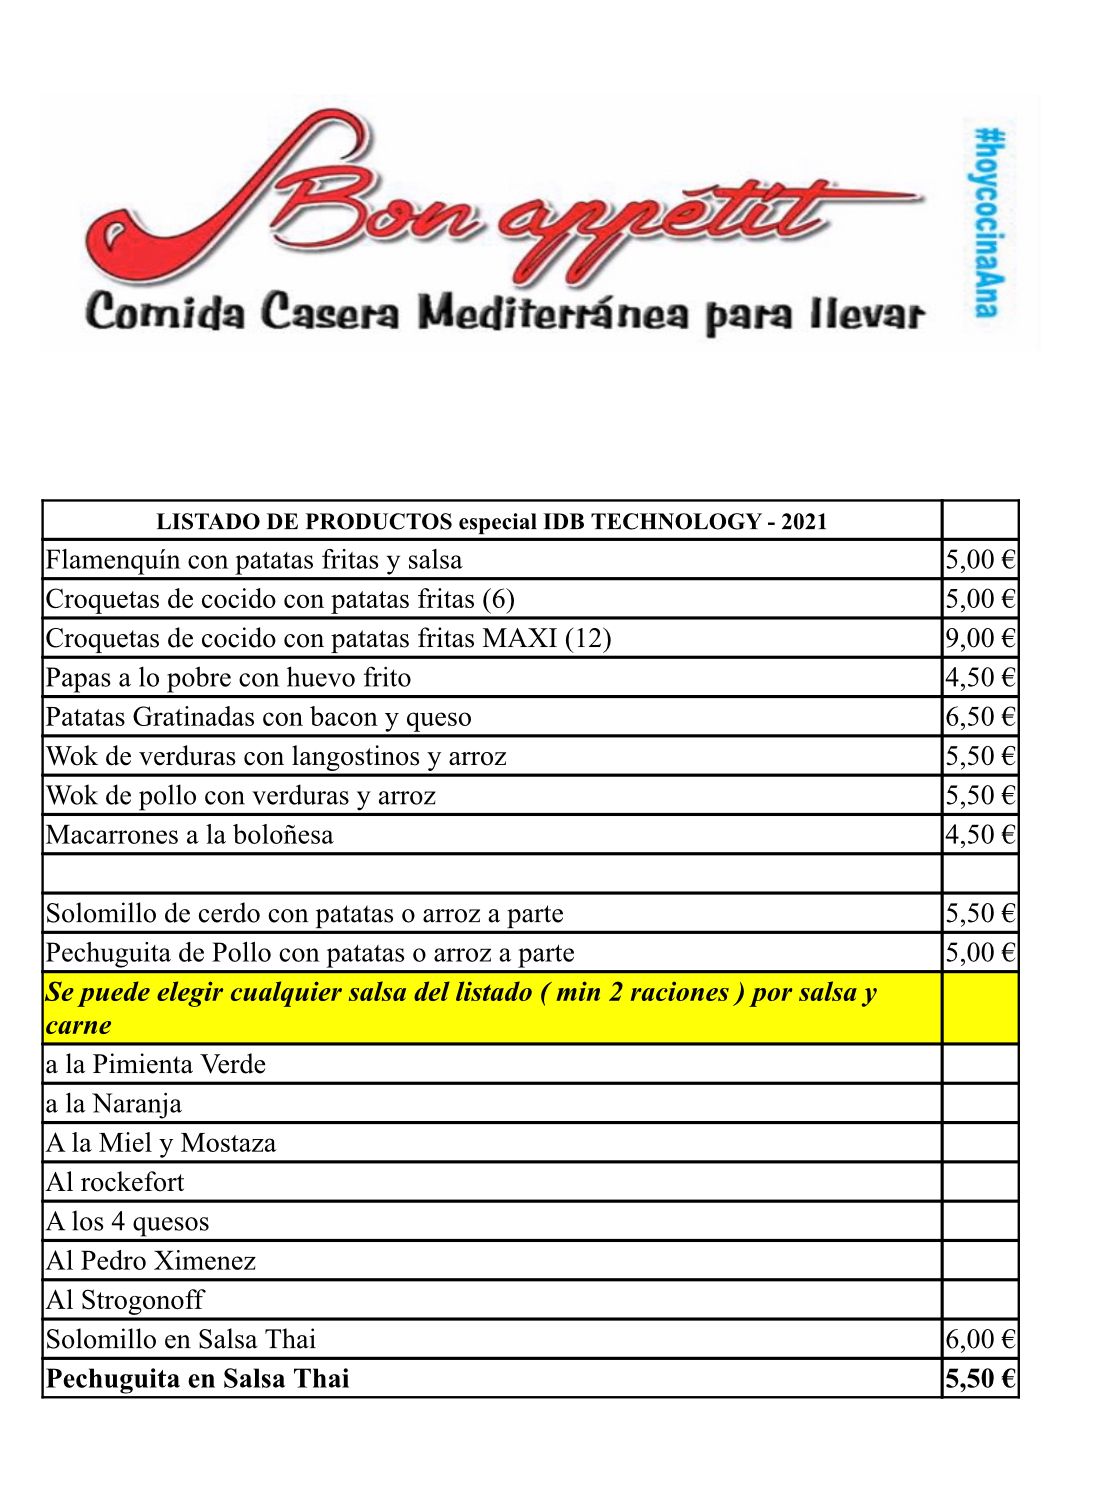 Bon appétit
Comida Casera Mediterránea para llevar
#hoycocinaAna
LISTADO DE PRODUCTOS especial IDB TECHNOLOGY - 2021
Flamenquín con patatas fritas y salsa 5,00 €
Croquetas de cocido con patatas fritas (6) 5,00 €
Croquetas de cocido con patatas fritas MAXI (12) 9,00 €
Papas a lo pobre con huevo frito 4,50 €
Patatas Gratinadas con bacon y queso 6,50 €
Wok de verduras con langostinos y arroz 5,50 €
Wok de pollo con verduras y arroz 5,50 €
Macarrones a la boloñesa 4,50 €
Solomillo de cerdo con patatas o arroz a parte 5,50 €
Pechuguita de Pollo con patatas o arroz a parte 5,00 €
Se puede elegir cualquier salsa del listado ( min 2 raciones ) por salsa y
carne
a la Pimienta Verde
a la Naranja
A la Miel y Mostaza
Al rockefort
A los 4 quesos
Al Pedro Ximenez
Al Strogonoff
Solomillo en Salsa Thai 6,00 €
Pechuguita en Salsa Thai 5,50 €